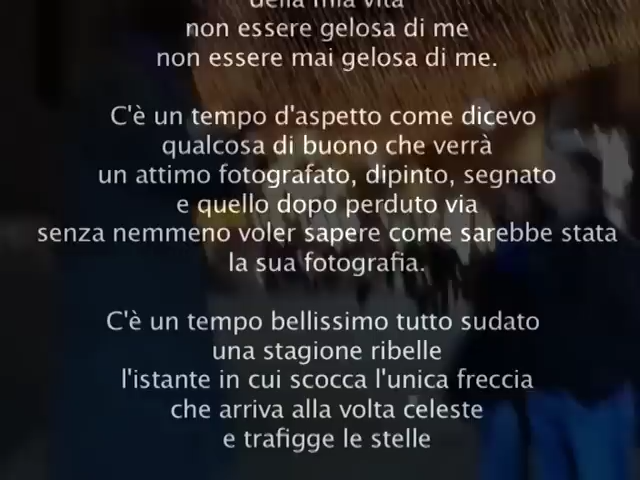 della mia vita
non essere gelosa di me
non essere mai gelosa di me.
C'è un tempo d'aspetto come dicevo
qualcosa di buono che verrà
un attimo fotografato, dipinto, segnato
e quello dopo perduto via
senza nemmeno voler sapere come sarebbe stata
la sua fotografia.
C'è un tempo bellissimo tutto sudato
una stagione ribelle
l'istante in cui scocca l'unica freccia
che arriva alla volta celeste
e trafigge le stelle